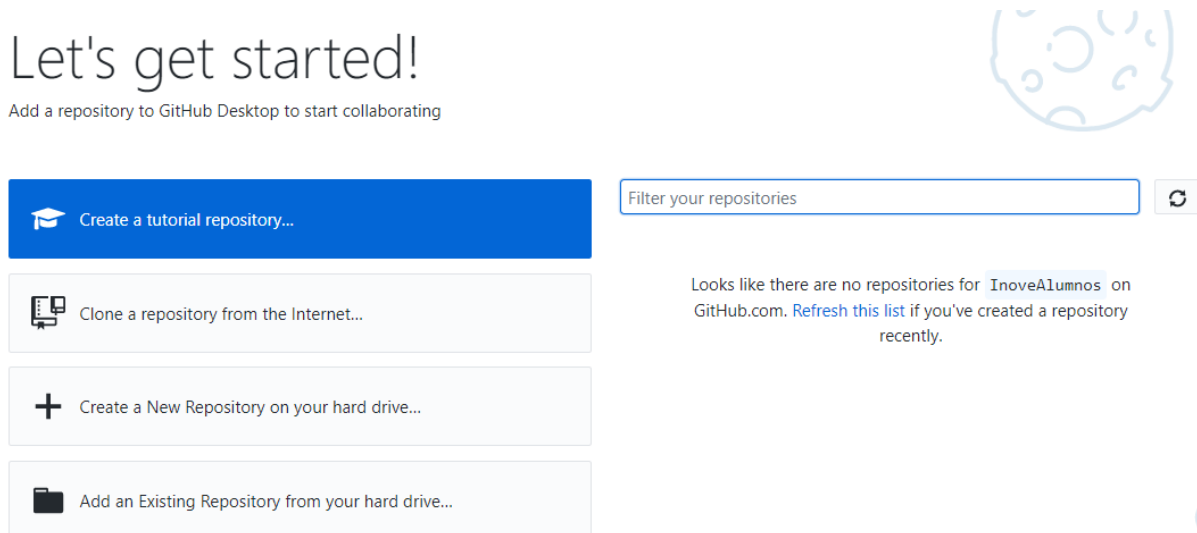 Let's get started!
Add a repository to GitHub Desktop to start collaborating
Create a tutorial repository...
Clone a repository from the Internet...
Create a New Repository on your hard drive...
Add an Existing Repository from your hard drive...
Filter your repositories
Looks like there are no repositories for InoveAlumnos on
GitHub.com. Refresh this list if you've created a repository
recently.